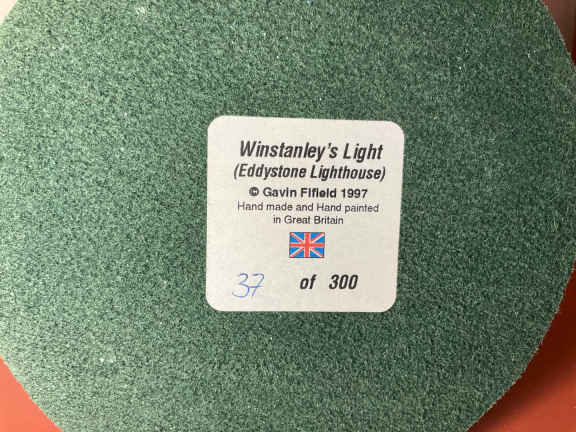 Winstanley's Light
(Eddystone Lighthouse)
© Gavin Fifield 1997
Hand made and Hand painted
in Great Britain
37 of 300